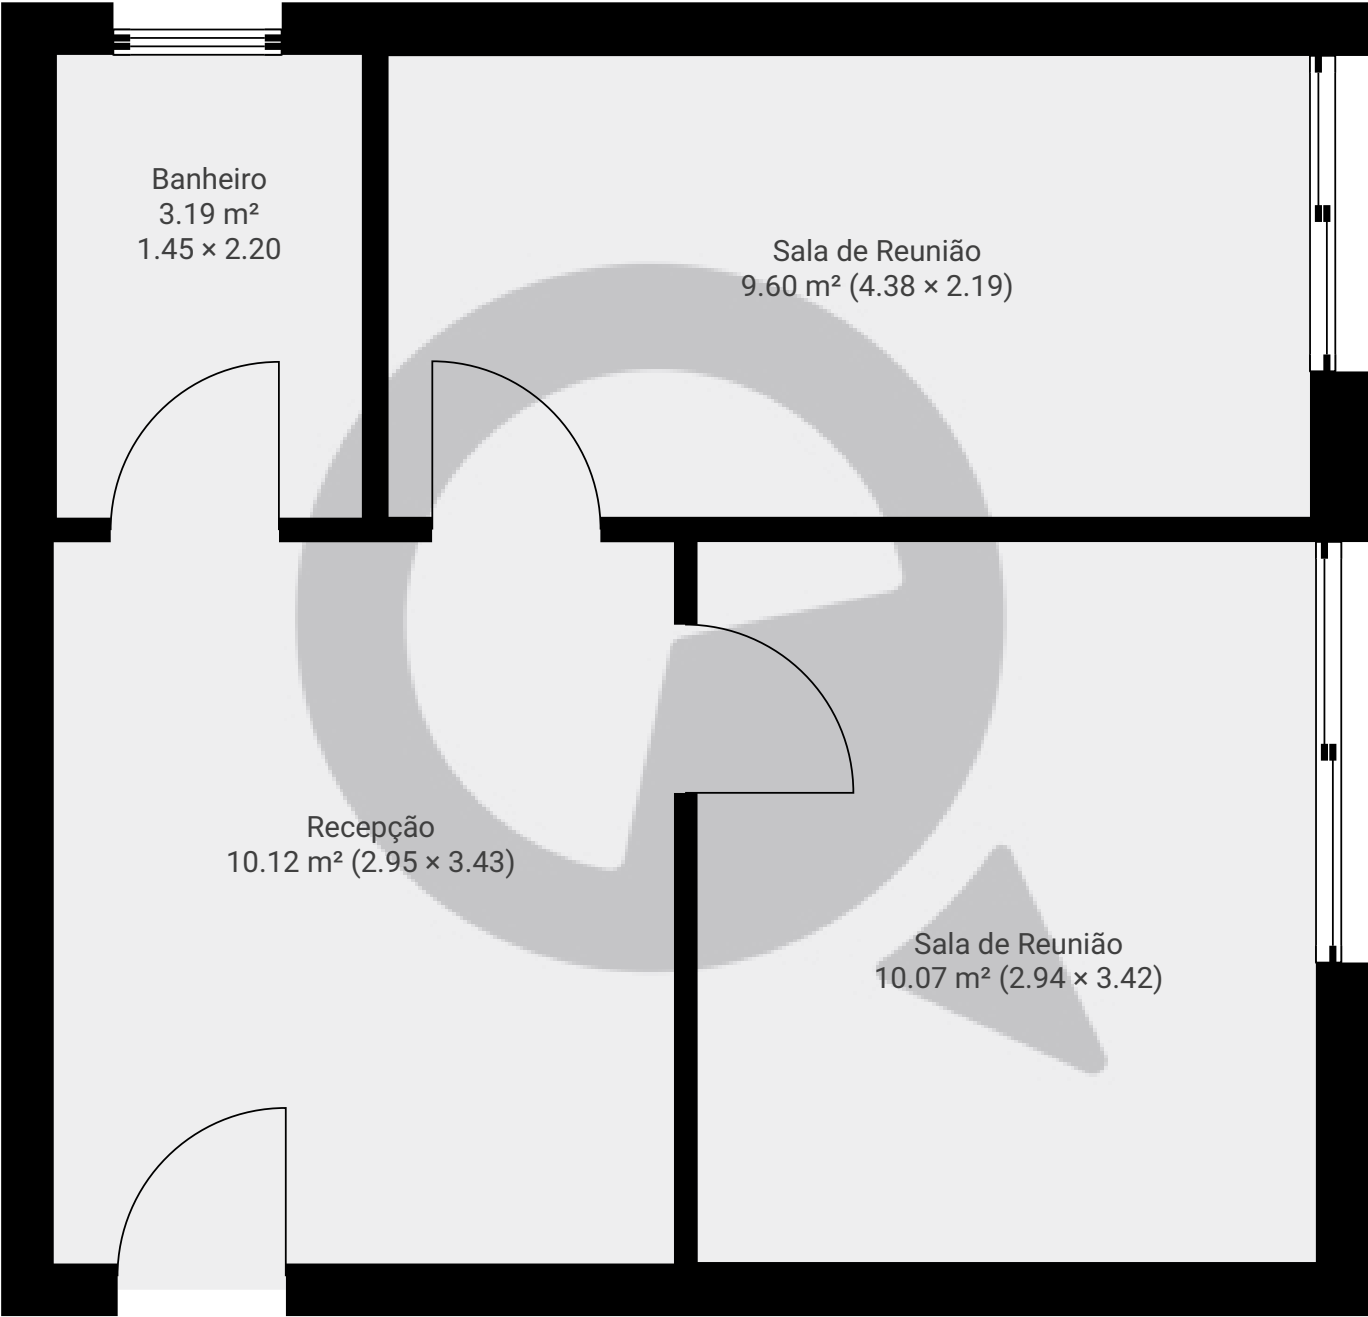 Banheiro
3.19 m²
1.45 × 2.20
Sala de Reunião
9.60 m² (4.38 × 2.19)
Recepção
10.12 m² (2.95 × 3.43)
Sala de Reunião
10.07 m² (2.94 × 3.42)